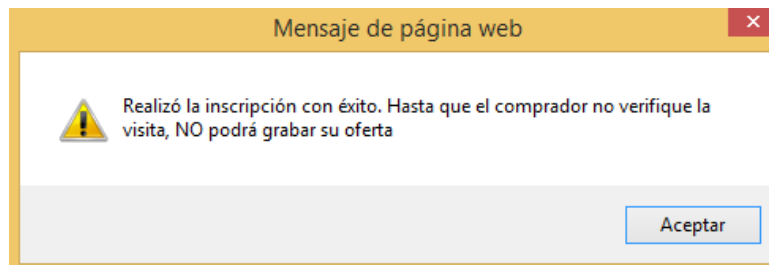 Mensaje de página web
Realizó la inscripción con éxito. Hasta que el comprador no verifique la
visita, NO podrá grabar su oferta
Aceptar